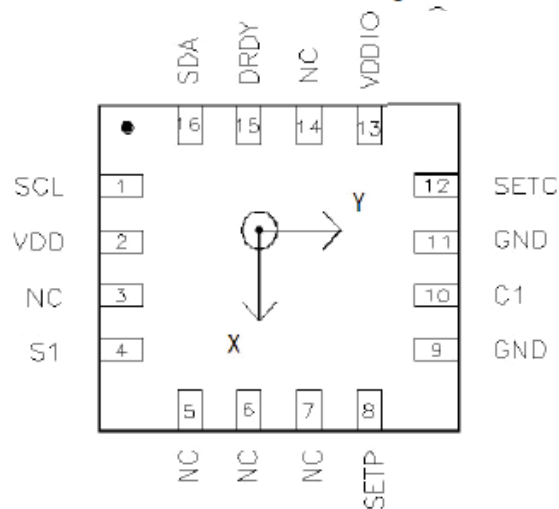 SDA DRDY NC VDDIO
16 15 14 13
SCL 1 12 SETC
Y
VDD 2 11 GND
NC 3 10 C1
X
S1 4 9 GND
5 6 7 8
NC NC NC SETP